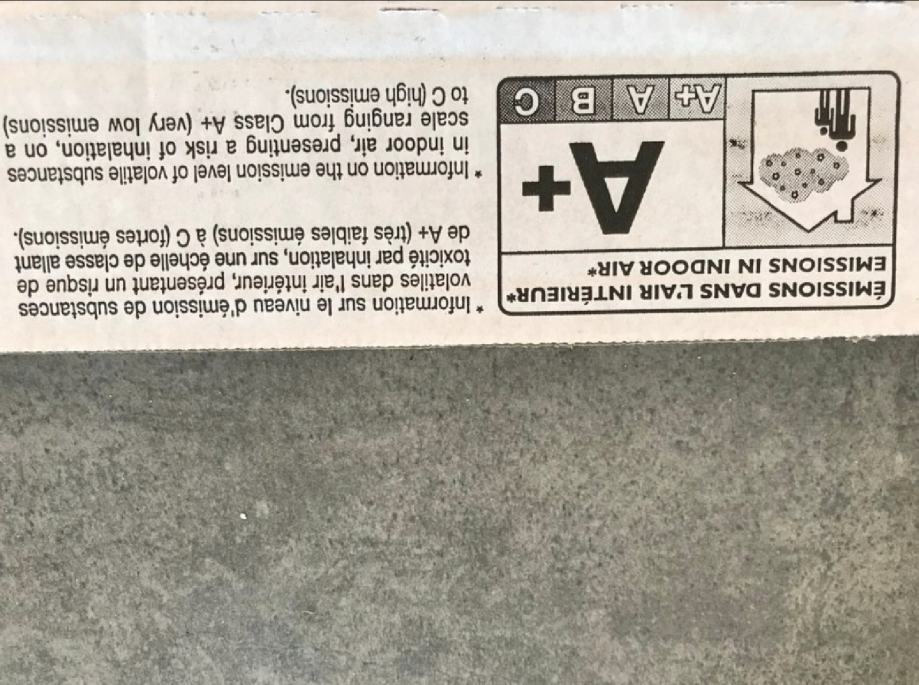 ÉMISSIONS DANS L'AIR INTÉRIEUR*
EMISSIONS IN INDOOR AIR*
A+
A+ A B C
* Information sur le niveau d'émission de substances
volatiles dans l'air intérieur, présentant un risque de
toxicité par inhalation, sur une échelle de classe allant
de A+ (très faibles émissions) à C (fortes émissions).
* Information on the emission level of volatile substances
in indoor air, presenting a risk of inhalation, on a
scale ranging from Class A+ (very low emissions)
to C (high emissions).